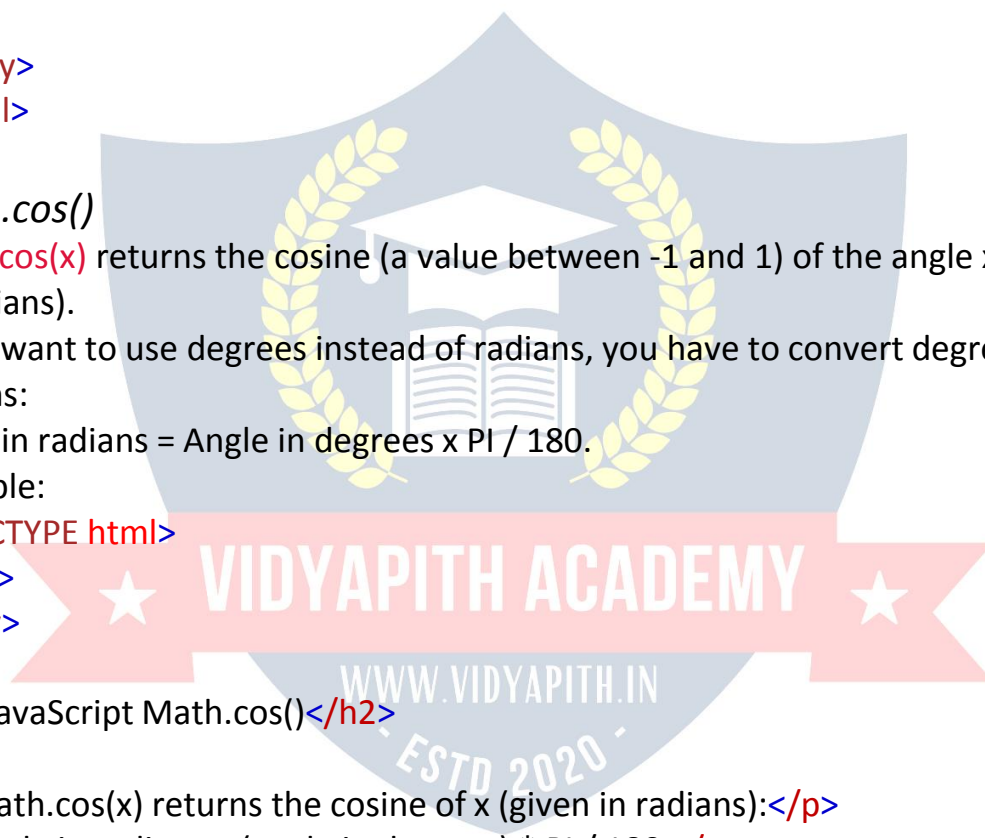 y>
l>
.cos()
cos(x) returns the cosine (a value between -1 and 1) of the angle x
ians).
want to use degrees instead of radians, you have to convert degre
s:
in radians = Angle in degrees x PI / 180.
ple:
CTYPE html>
>
>
VIDYAPITH ACADEMY
WWW.VIDYAPITH.IN
avaScript Math.cos()</h2>
ESTD 2020
ath.cos(x) returns the cosine of x (given in radians):</p>